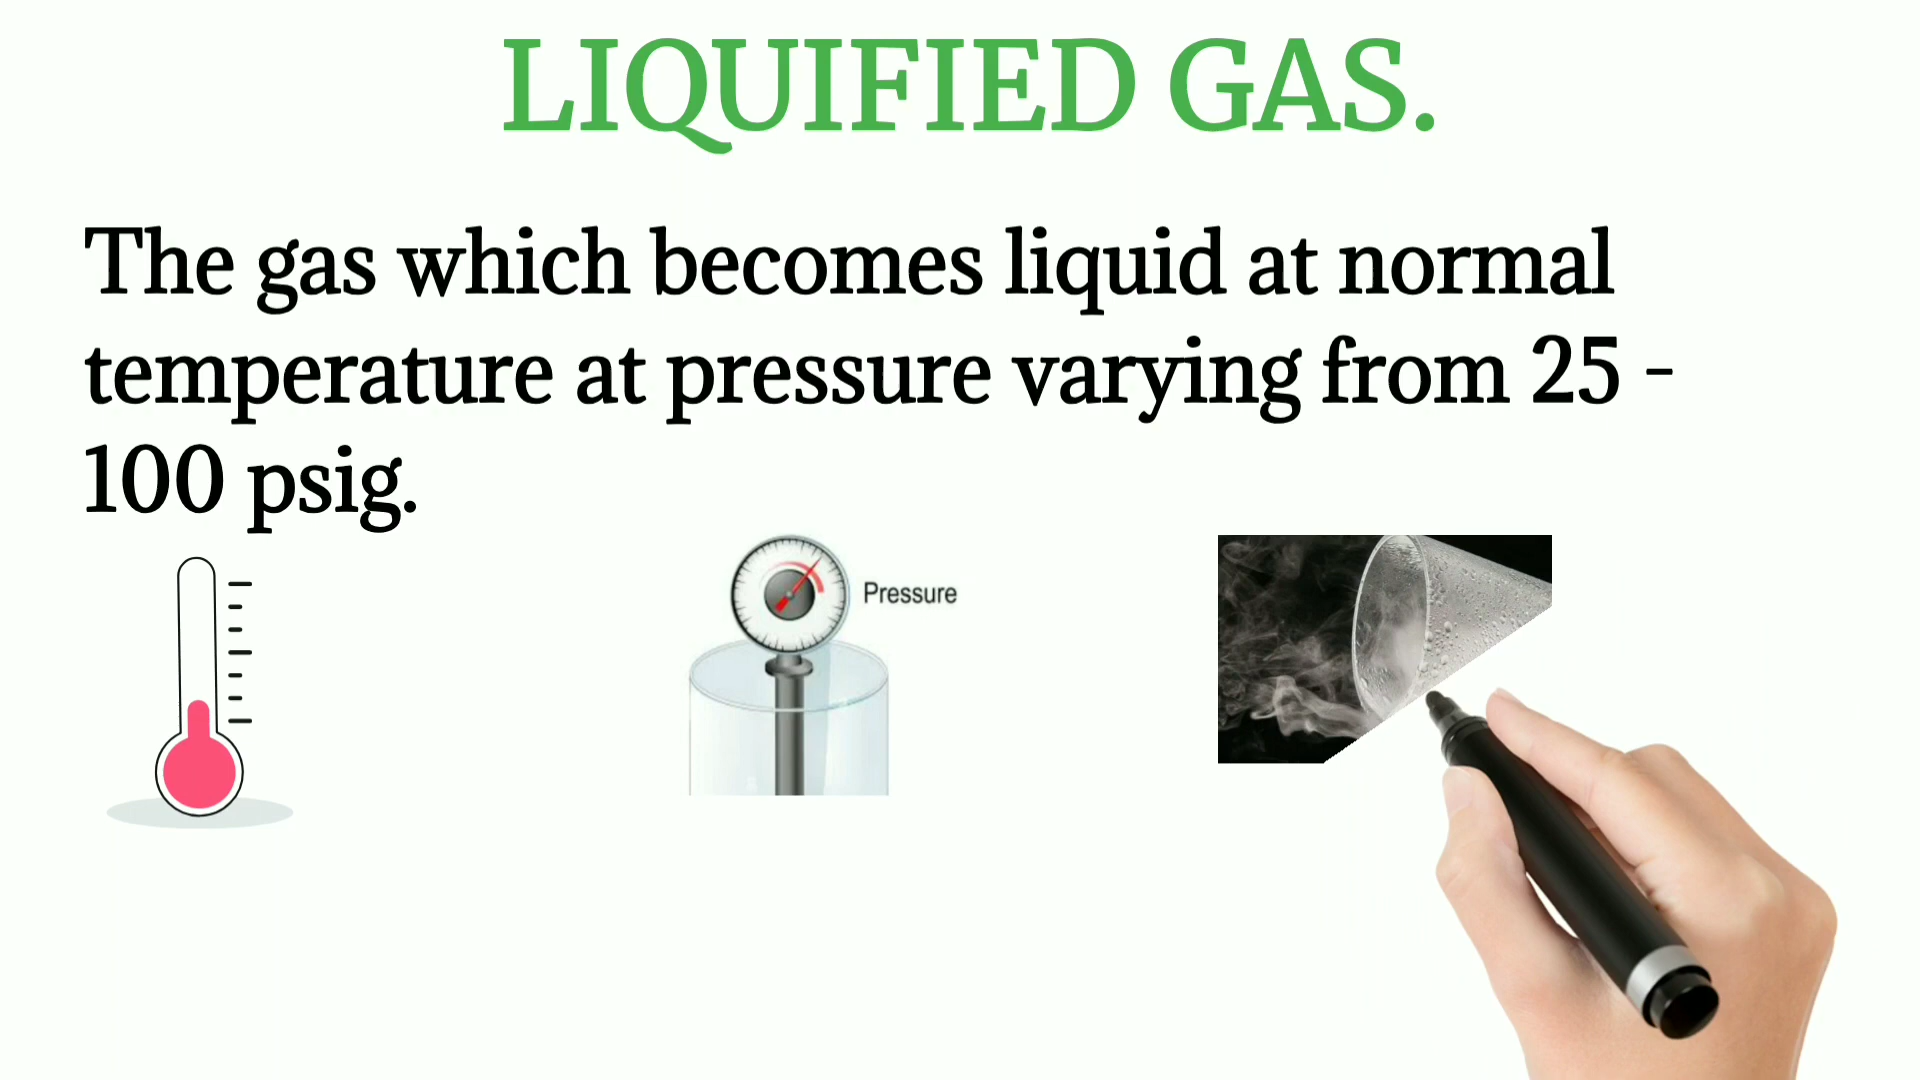 LIQUIFIED GAS.
The gas which becomes liquid at normal
temperature at pressure varying from 25 -
100 psig.
Pressure